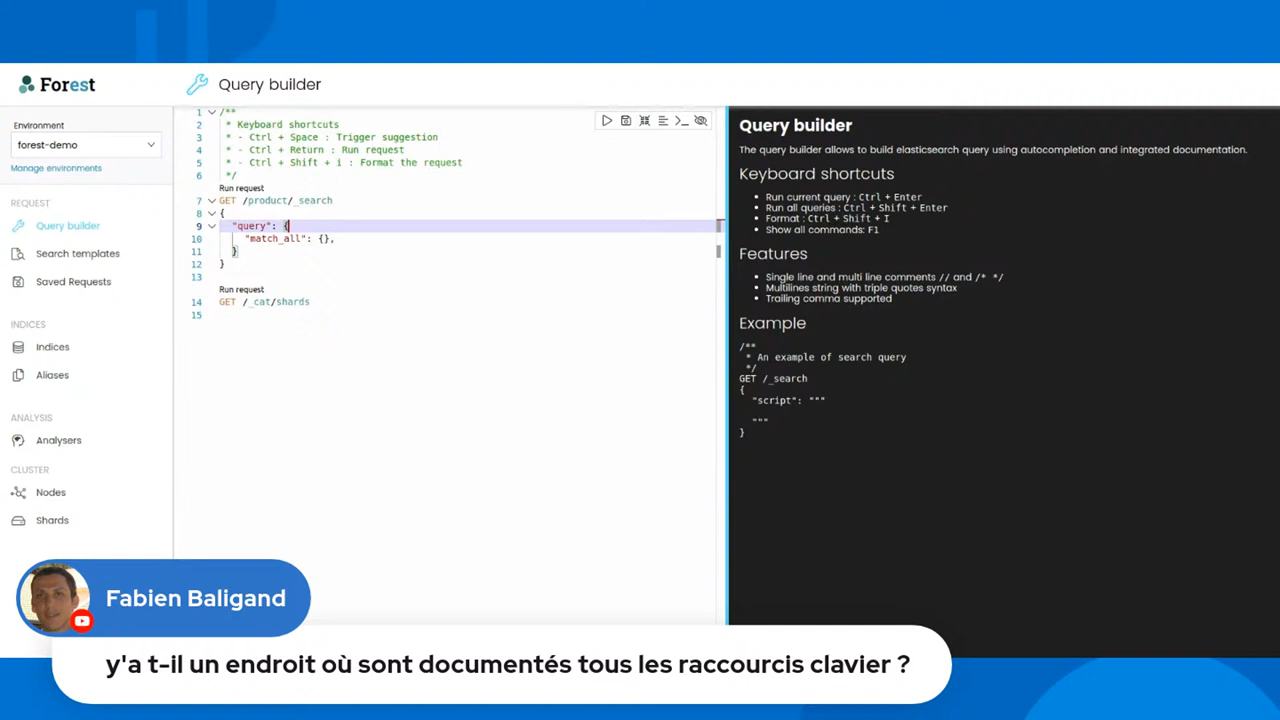 Forest
Query builder
Environment
forest-demo
Manage environments
REQUEST
Query builder
Search templates
Saved Requests
INDICES
Indices
Aliases
ANALYSIS
Analysers
CLUSTER
Nodes
Shards
1 /**
2 * Keyboard shortcuts
3 * - Ctrl + Space : Trigger suggestion
4 * - Ctrl + Return : Run request
5 * - Ctrl + Shift + i : Format the request
6 */
Run request
7 GET /product/_search
8 {
9 "query": {
10 "match_all": {},
11 }
12 }
13
Run request
14 GET /_cat/shards
15
Query builder
The query builder allows to build elasticsearch query using autocompletion and integrated documentation.
Keyboard shortcuts
• Run current query : Ctrl + Enter
• Run all queries : Ctrl + Shift + Enter
• Format : Ctrl + Shift + I
• Show all commands: F1
Features
• Single line and multi line comments // and /* */
• Multilines string with triple quotes syntax
• Trailing comma supported
Example
/**
* An example of search query
*/
GET /_search
{
"script": """
"""
}
Fabien Baligand
y'a t-il un endroit où sont documentés tous les raccourcis clavier ?